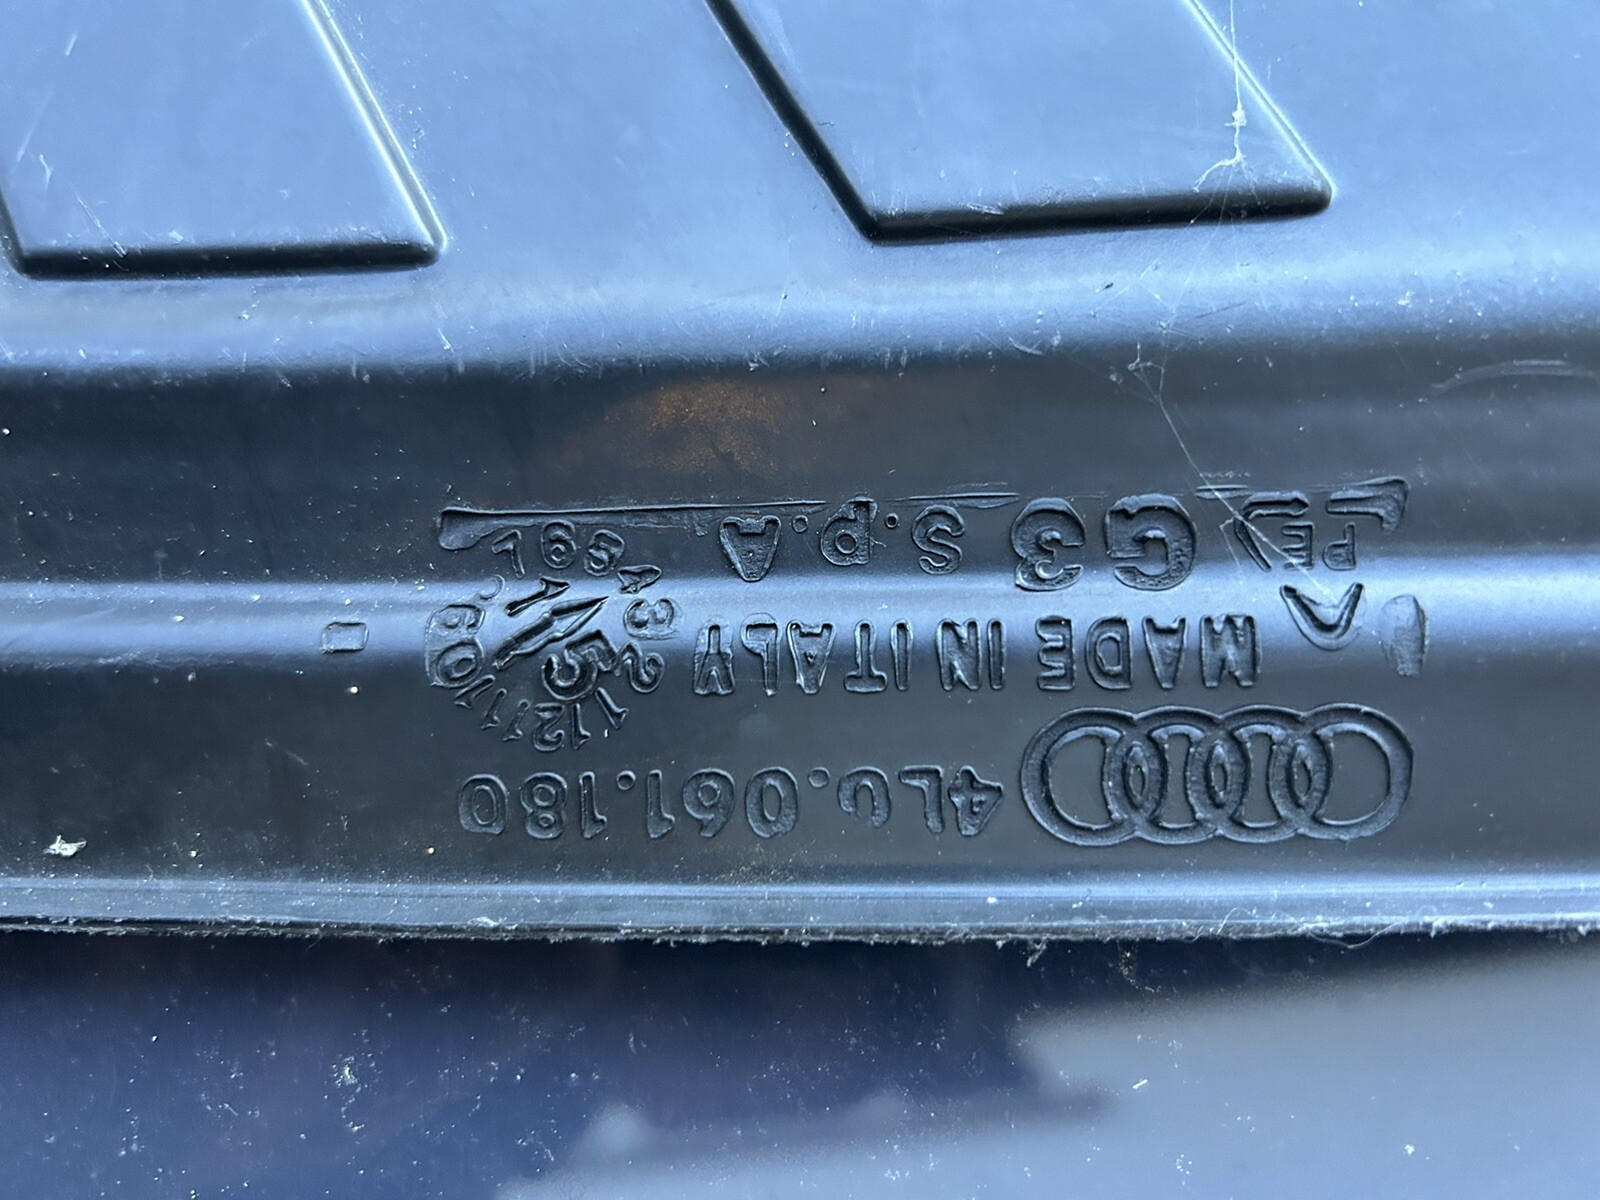 4L0.061.180
MADE IN ITALY
PE G3 S.p.A